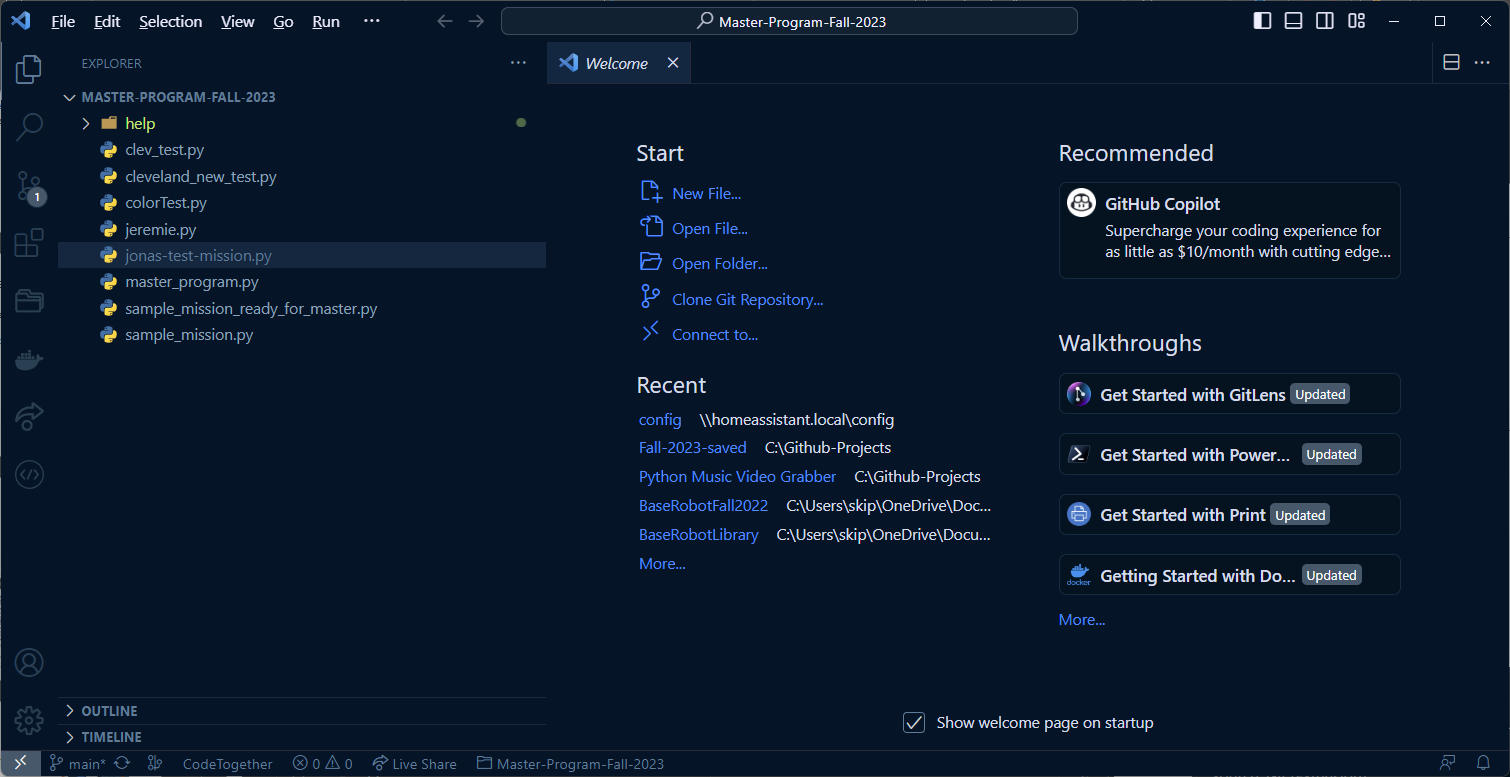 File Edit Selection View Go Run ···
Master-Program-Fall-2023
EXPLORER ···
MASTER-PROGRAM-FALL-2023
help
clev_test.py
cleveland_new_test.py
colorTest.py
jeremie.py
jonas-test-mission.py
master_program.py
sample_mission_ready_for_master.py
sample_mission.py
1
OUTLINE
TIMELINE
Welcome
Start
New File...
Open File...
Open Folder...
Clone Git Repository...
Connect to...
Recent
config \\homeassistant.local\config
Fall-2023-saved C:\Github-Projects
Python Music Video Grabber C:\Github-Projects
BaseRobotFall2022 C:\Users\skip\OneDrive\Doc...
BaseRobotLibrary C:\Users\skip\OneDrive\Docu...
More...
Recommended
GitHub Copilot
Supercharge your coding experience for
as little as $10/month with cutting edge...
Walkthroughs
Get Started with GitLens Updated
Get Started with Power... Updated
Get Started with Print Updated
docker
Getting Started with Do... Updated
More...
Show welcome page on startup
main* CodeTogether 0 0 Live Share Master-Program-Fall-2023